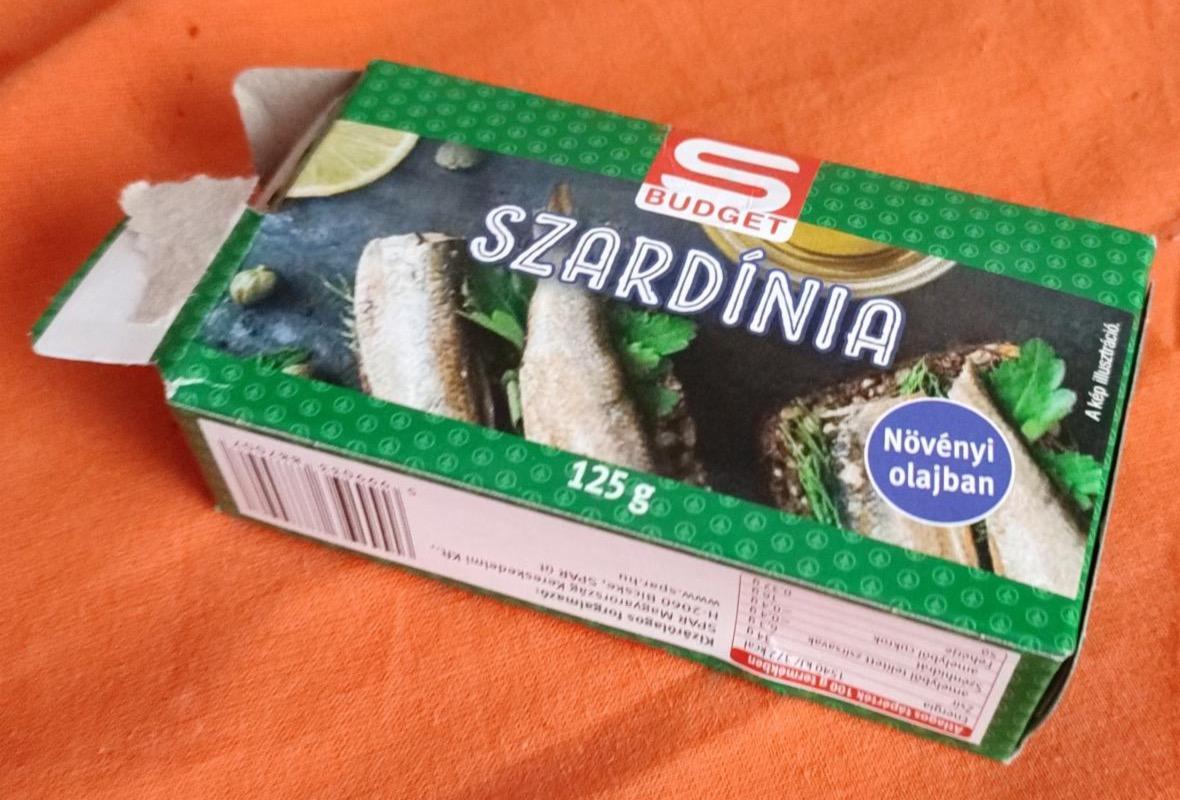 S
BUDGET
SZARDÍNIA
A kép illusztráció.
Növényi
olajban
125 g
Kizárólagos forgalmazó:
SPAR Magyarország Kereskedelmi Kft.,
H-2060 Bicske, SPAR út
www.spar.hu
Átlagos tápérték 100 g termékben
Energia
Zsír
amelyből telített zsírsavak
Szénhidrát
amelyből cukrok
Fehérje
Só